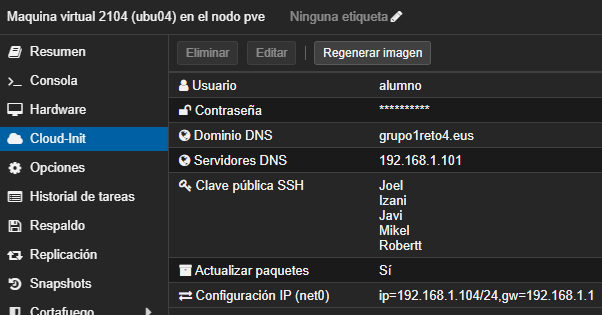 Maquina virtual 2104 (ubu04) en el nodo pve Ninguna etiqueta
Resumen
Consola
Hardware
Cloud-Init
Opciones
Historial de tareas
Respaldo
Replicación
Snapshots
Cortafuego
Eliminar Editar Regenerar imagen
Usuario alumno
Contraseña **********
Dominio DNS grupo1reto4.eus
Servidores DNS 192.168.1.101
Clave pública SSH Joel
Izani
Javi
Mikel
Robertt
Actualizar paquetes Sí
Configuración IP (net0) ip=192.168.1.104/24,gw=192.168.1.1